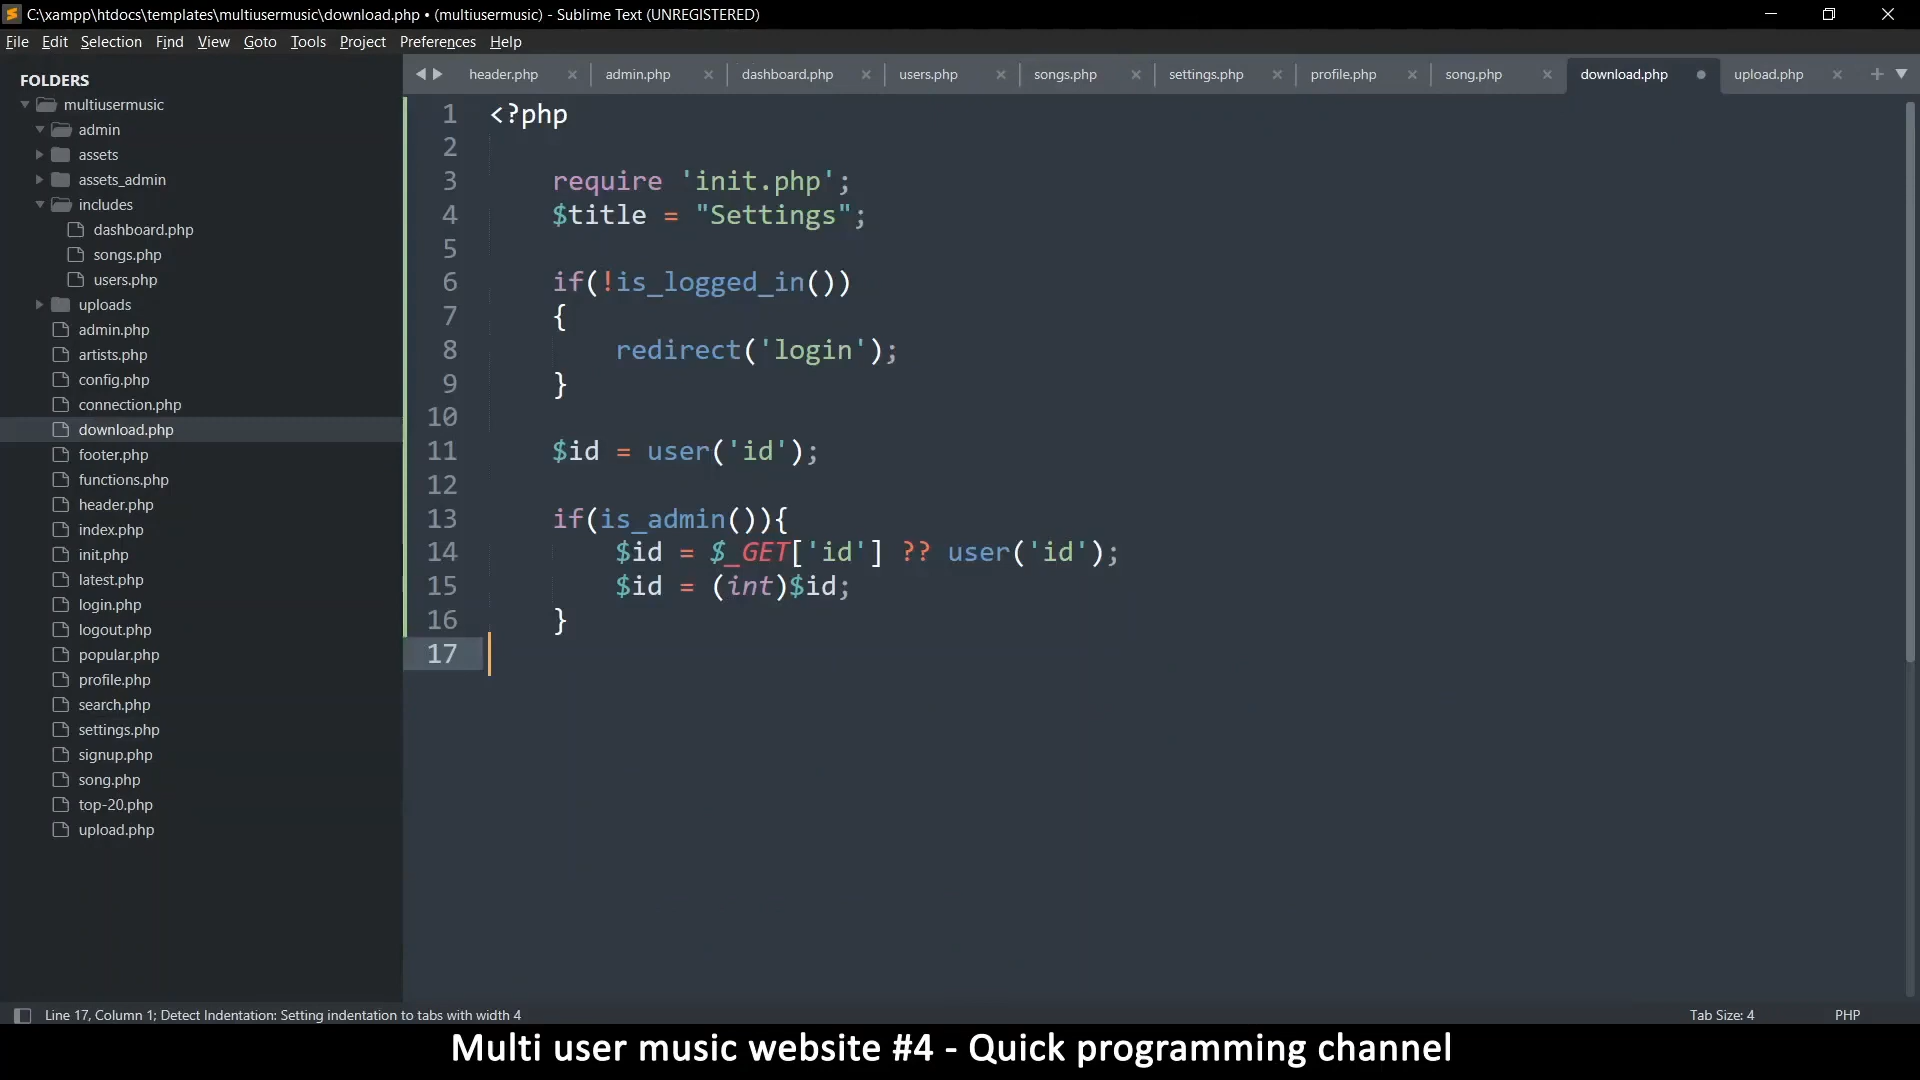 C:\xampp\htdocs\templates\multiusermusic\download.php • (multiusermusic) - Sublime Text (UNREGISTERED)
File Edit Selection Find View Goto Tools Project Preferences Help
FOLDERS
multiusermusic
admin
assets
assets_admin
includes
dashboard.php
songs.php
users.php
uploads
admin.php
artists.php
config.php
connection.php
download.php
footer.php
functions.php
header.php
index.php
init.php
latest.php
login.php
logout.php
popular.php
profile.php
search.php
settings.php
signup.php
song.php
top-20.php
upload.php
header.php admin.php dashboard.php users.php songs.php settings.php profile.php song.php download.php upload.php
1 <?php
2
3 require 'init.php';
4 $title = "Settings";
5
6 if(!is_logged_in())
7 {
8 redirect('login');
9 }
10
11 $id = user('id');
12
13 if(is_admin()){
14 $id = $_GET['id'] ?? user('id');
15 $id = (int)$id;
16 }
17
Line 17, Column 1; Detect Indentation: Setting indentation to tabs with width 4
Tab Size: 4 PHP
Multi user music website #4 - Quick programming channel